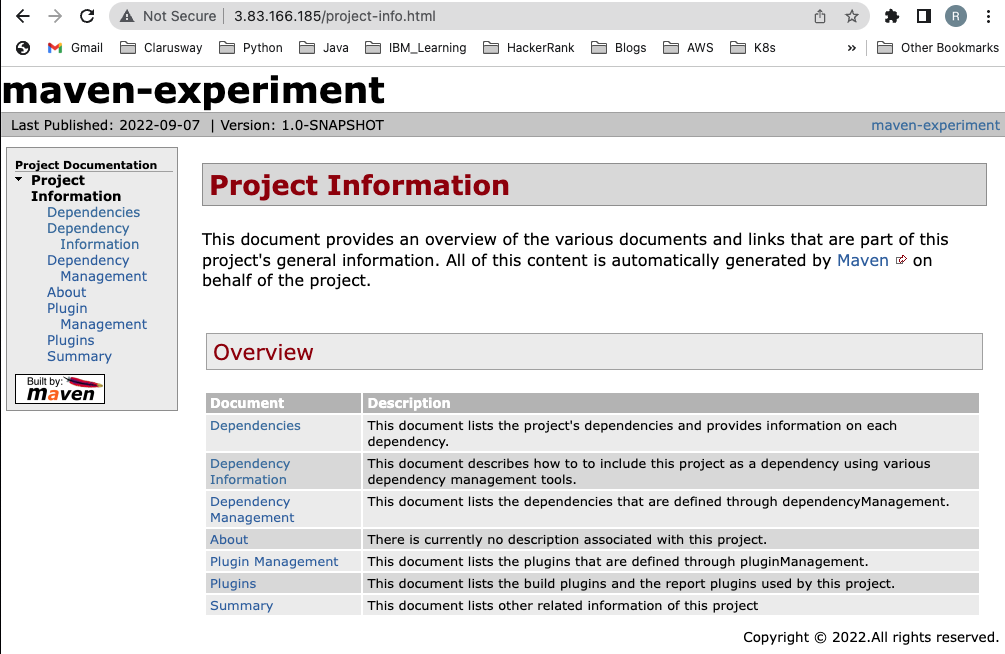 Not Secure 3.83.166.185/project-info.html R
Gmail Clarusway Python Java IBM_Learning HackerRank Blogs AWS K8s » Other Bookmarks
maven-experiment
Last Published: 2022-09-07 | Version: 1.0-SNAPSHOT maven-experiment
Project Documentation
Project
Information
Dependencies
Dependency
Information
Dependency
Management
About
Plugin
Management
Plugins
Summary
Built by:
maven
Project Information
This document provides an overview of the various documents and links that are part of this
project's general information. All of this content is automatically generated by Maven on
behalf of the project.
Overview
Document Description
Dependencies This document lists the project's dependencies and provides information on each
dependency.
Dependency This document describes how to to include this project as a dependency using various
Information dependency management tools.
Dependency This document lists the dependencies that are defined through dependencyManagement.
Management
About There is currently no description associated with this project.
Plugin Management This document lists the plugins that are defined through pluginManagement.
Plugins This document lists the build plugins and the report plugins used by this project.
Summary This document lists other related information of this project
Copyright © 2022.All rights reserved.